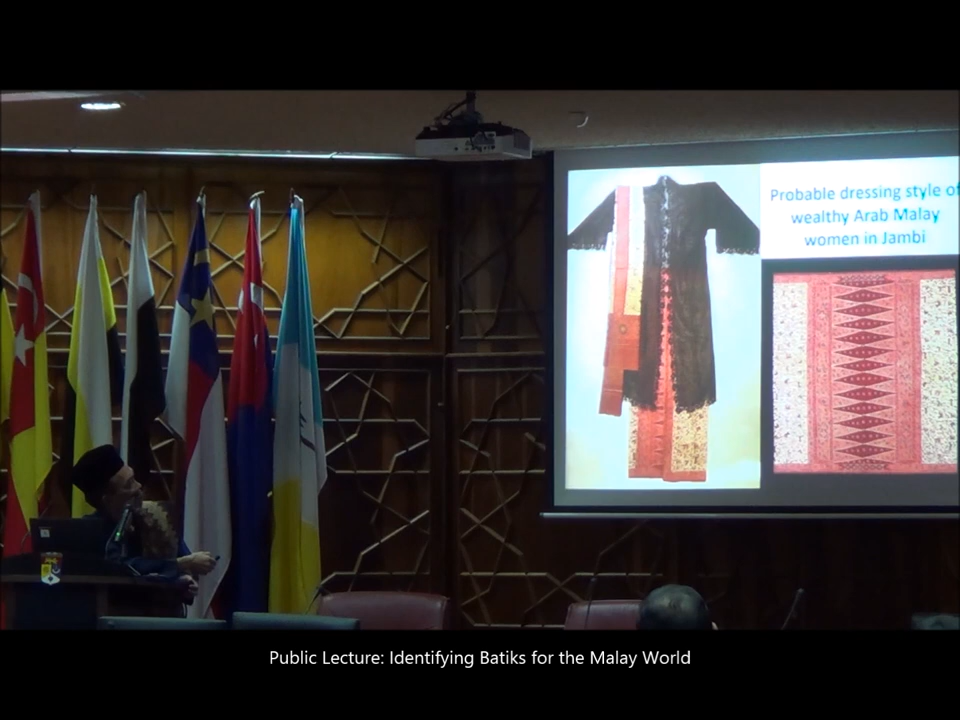 Probable dressing style of
wealthy Arab Malay
women in Jambi
Public Lecture: Identifying Batiks for the Malay World